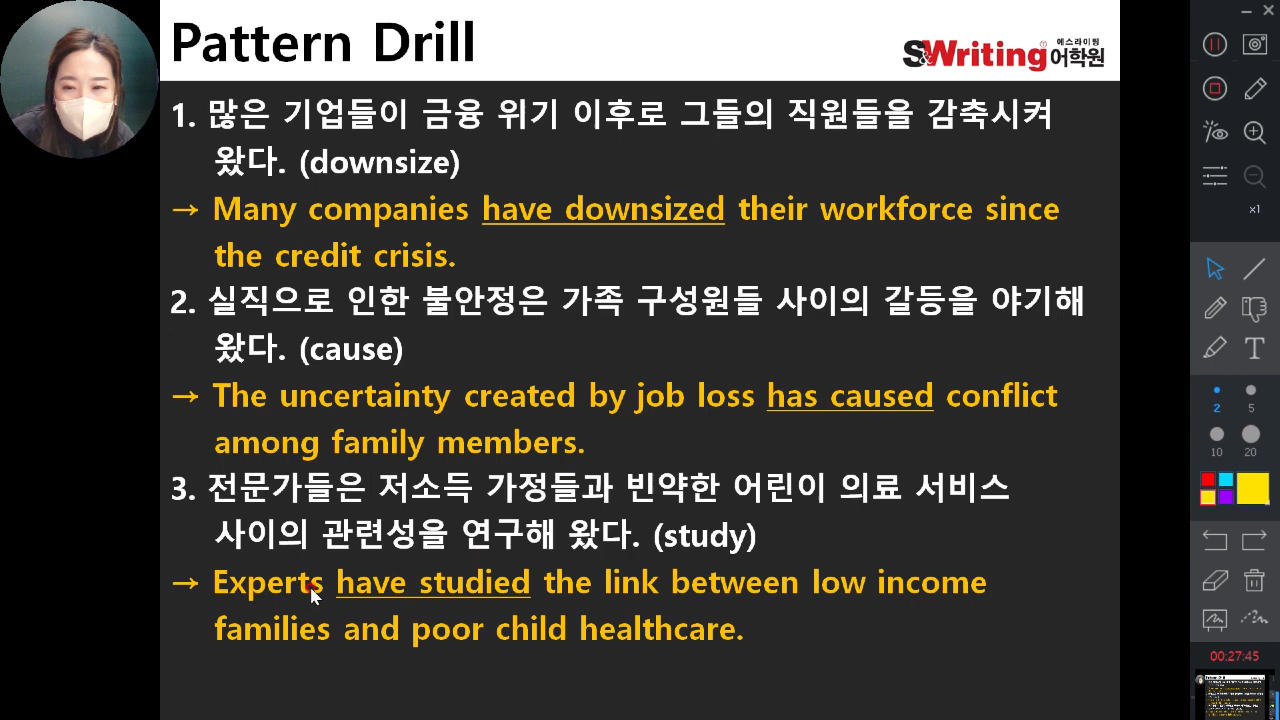 Pattern Drill
S&Writing 에스라이팅 어학원
1. 많은 기업들이 금융 위기 이후로 그들의 직원들을 감축시켜
왔다. (downsize)
→ Many companies have downsized their workforce since
the credit crisis.
2. 실직으로 인한 불안정은 가족 구성원들 사이의 갈등을 야기해
왔다. (cause)
→ The uncertainty created by job loss has caused conflict
among family members.
3. 전문가들은 저소득 가정들과 빈약한 어린이 의료 서비스
사이의 관련성을 연구해 왔다. (study)
→ Experts have studied the link between low income
families and poor child healthcare.
x1
T
2 5
10 20
00:27:45